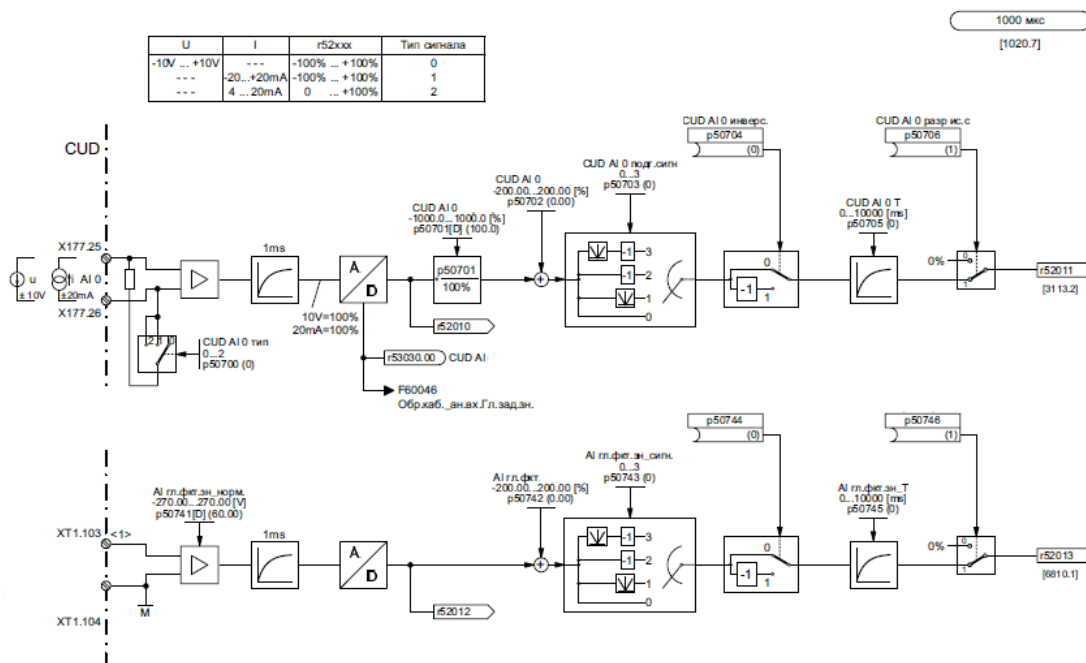 1000 мкс
[1020.7]
U I r52xxx Тип сигнала
-10V ... +10V - - - -100% ... +100% 0
- - - -20...+20mA -100% ... +100% 1
- - - 4 ... 20mA 0 ... +100% 2
CUD
CUD AI 0 инверс.
p50704
(0)
CUD AI 0 разр ис.с
p50706
(1)
CUD AI 0 подг.сигн
0...3
p50703 (0)
CUD AI 0
-200.00...200.00 [%]
p50702 (0.00)
CUD AI 0
-1000.0...1000.0 [%]
p50701[D] (100.0)
CUD AI 0 T
0...10000 [ms]
p50705 (0)
X177.25
u
± 10V
i
AI 0
±20mA
X177.26
1ms
10V=100%
20mA=100%
A
D
p50701
100%
r52010
-1 3
-1 2
1
0
0
-1 1
0%
0
1
r52011
[3113.2]
2 1 0
CUD AI 0 тип
0...2
p50700 (0)
r53030.00 CUD AI
F60046
Обр.каб._ан.вх.Гл.зад.зн.
p50744
(0)
p50746
(1)
AI гл.фкт.зн_сигн.
0...3
p50743 (0)
AI гл.фкт.
-200.00...200.00 [%]
p50742 (0.00)
AI гл.фкт.зн_норм.
-270.00...270.00 [V]
p50741[D] (60.00)
AI гл.фкт.зн_T
0...10000 [ms]
p50745 (0)
XT1.103 <1>
1ms
A
D
M
XT1.104
r52012
-1 3
-1 2
1
0
0
-1 1
0%
0
1
r52013
[6810.1]